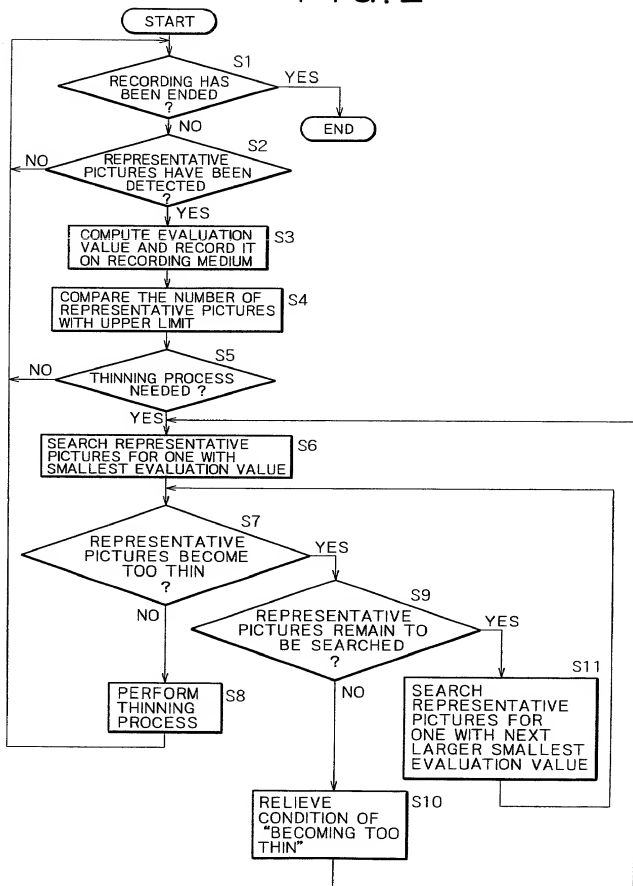 START
S1
RECORDING HAS
BEEN ENDED
?
YES
NO
END
S2
REPRESENTATIVE
PICTURES HAVE BEEN
DETECTED
?
NO
YES
COMPUTE EVALUATION
VALUE AND RECORD IT
ON RECORDING MEDIUM
S3
COMPARE THE NUMBER OF
REPRESENTATIVE PICTURES
WITH UPPER LIMIT
S4
S5
THINNING PROCESS
NEEDED ?
NO
YES
SEARCH REPRESENTATIVE
PICTURES FOR ONE WITH
SMALLEST EVALUATION VALUE
S6
S7
REPRESENTATIVE
PICTURES BECOME
TOO THIN
?
YES
NO
PERFORM
THINNING
PROCESS
S8
S9
REPRESENTATIVE
PICTURES REMAIN TO
BE SEARCHED
?
YES
NO
S11
SEARCH
REPRESENTATIVE
PICTURES FOR
ONE WITH NEXT
LARGER SMALLEST
EVALUATION VALUE
RELIEVE
CONDITION OF
"BECOMING TOO
THIN"
S10